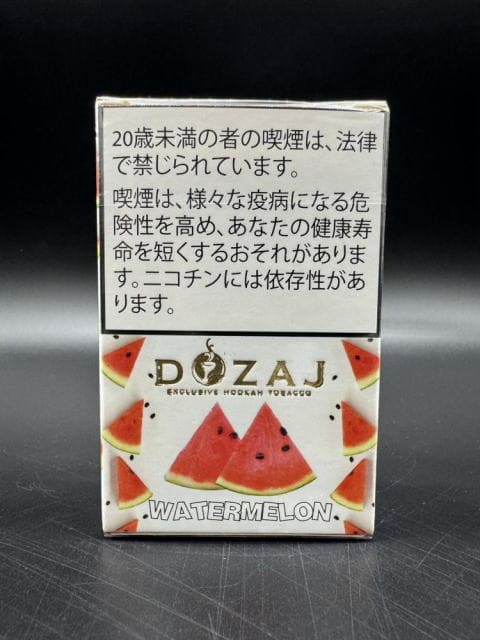 20歳未満の者の喫煙は、法律
で禁じられています。
喫煙は、様々な疫病になる危
険性を高め、あなたの健康寿
命を短くするおそれがありま
す。ニコチンには依存性があ
ります。
DOZAJ
EXCLUSIVE HOOKAH TOBACCO
WATERMELON